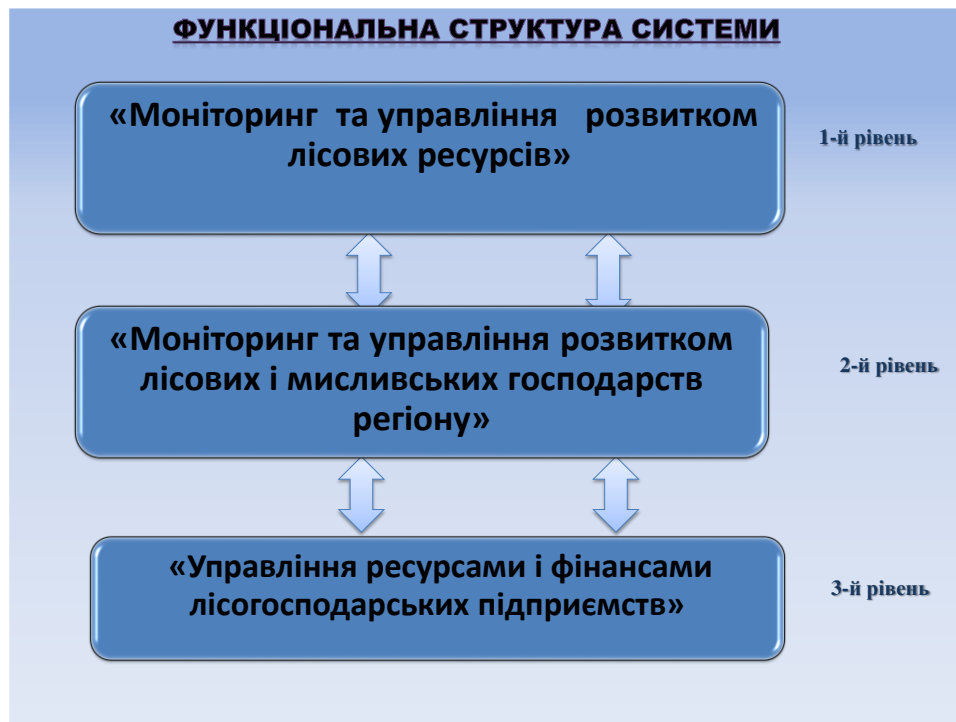 ФУНКЦІОНАЛЬНА СТРУКТУРА СИСТЕМИ
«Моніторинг та управління розвитком
лісових ресурсів»
1-й рівень
«Моніторинг та управління розвитком
лісових і мисливських господарств
регіону»
2-й рівень
«Управління ресурсами і фінансами
лісогосподарських підприємств»
3-й рівень